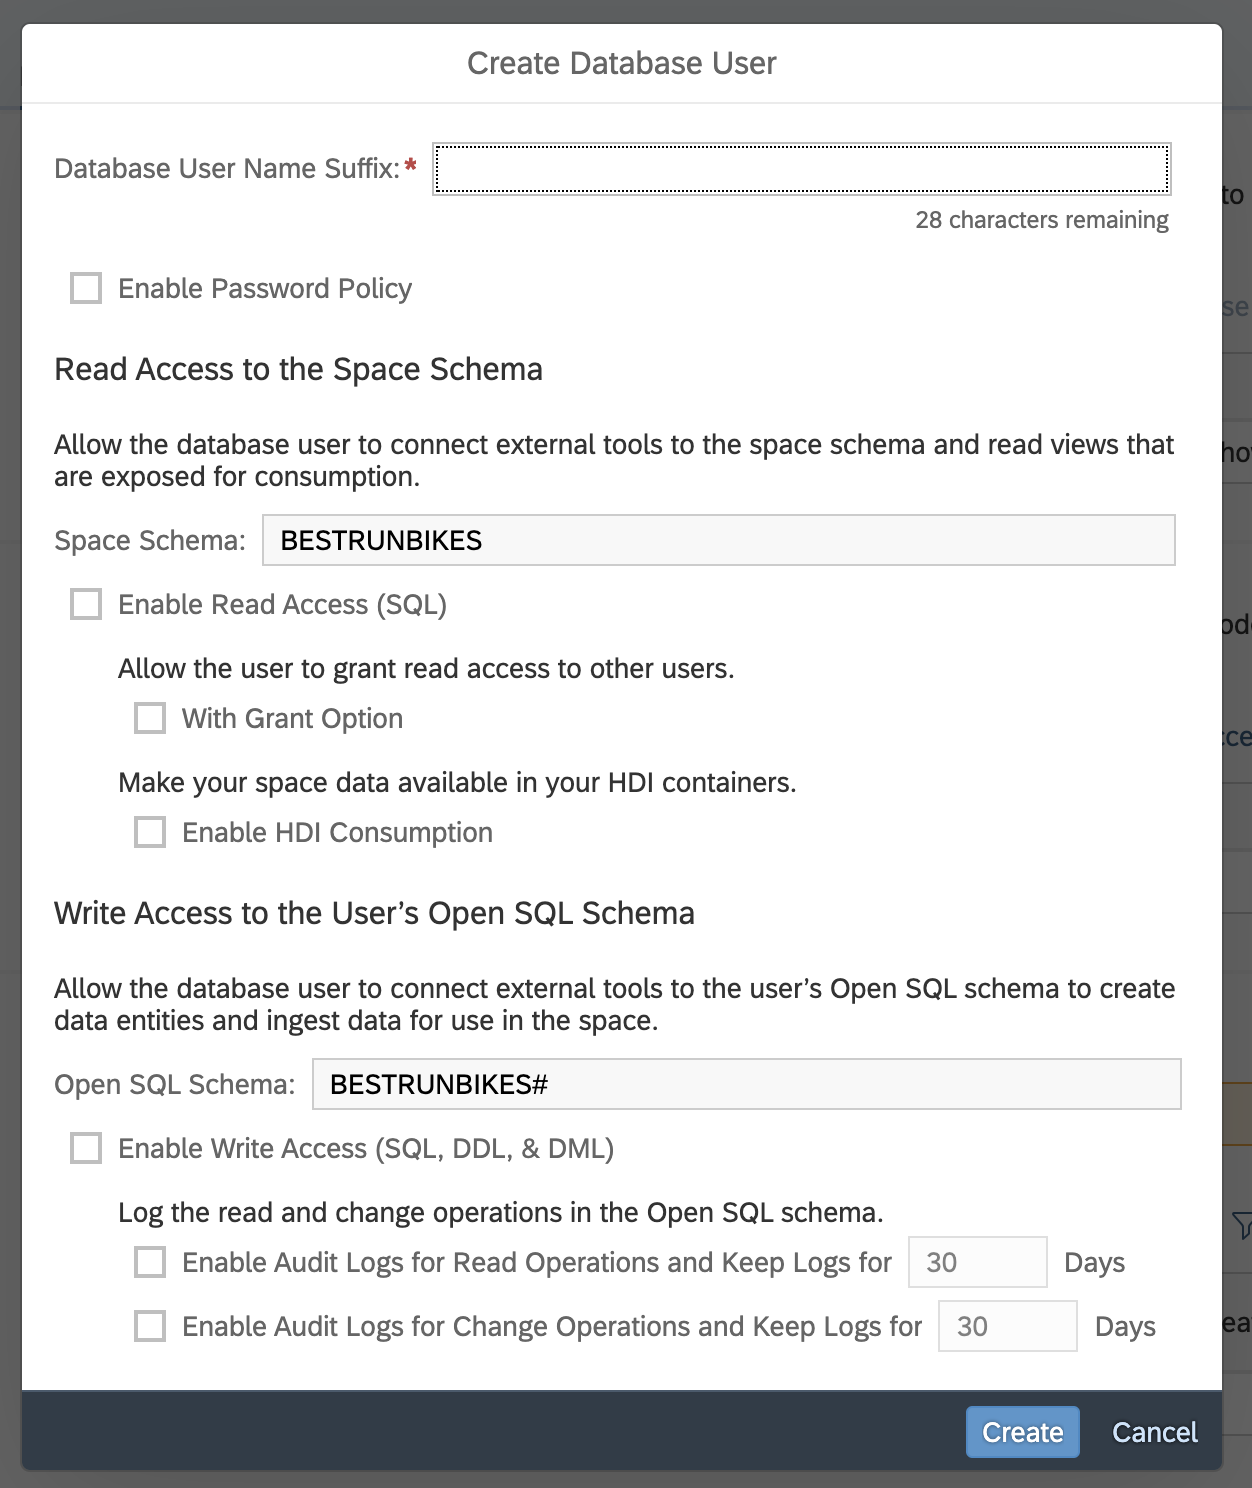 Create Database User
Database User Name Suffix:*
to
28 characters remaining
Enable Password Policy
se
Read Access to the Space Schema
Allow the database user to connect external tools to the space schema and read views that
are exposed for consumption.
Space Schema: BESTRUNBIKES
Enable Read Access (SQL)
Allow the user to grant read access to other users.
With Grant Option
Make your space data available in your HDI containers.
Enable HDI Consumption
Write Access to the User’s Open SQL Schema
Allow the database user to connect external tools to the user’s Open SQL schema to create
data entities and ingest data for use in the space.
Open SQL Schema: BESTRUNBIKES#
Enable Write Access (SQL, DDL, & DML)
Log the read and change operations in the Open SQL schema.
Enable Audit Logs for Read Operations and Keep Logs for 30 Days
Enable Audit Logs for Change Operations and Keep Logs for 30 Days
Create Cancel